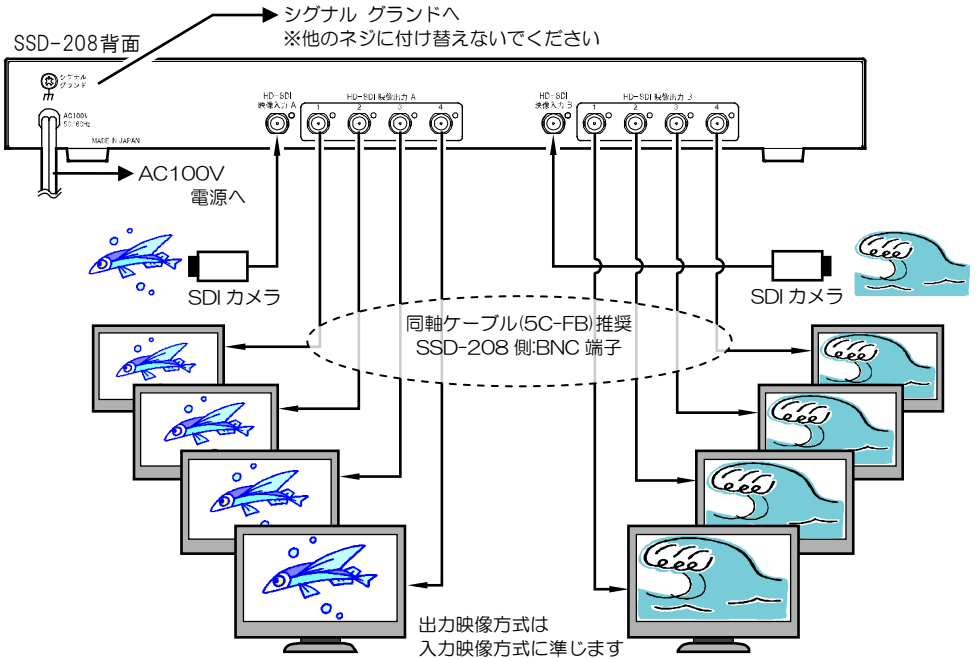 シグナル グランドへ
※他のネジに付け替えないでください
SSD-208背面
シグナル
グランド
AC100V
50/60Hz
MADE IN JAPAN
HD-SDI
映像入力 A
HD-SDI 映像出力 A
1 2 3 4
HD-SDI
映像入力 B
HD-SDI 映像出力 B
1 2 3 4
AC100V
電源へ
SDI カメラ
SDI カメラ
同軸ケーブル(5C-FB)推奨
SSD-208 側:BNC 端子
出力映像方式は
入力映像方式に準じます